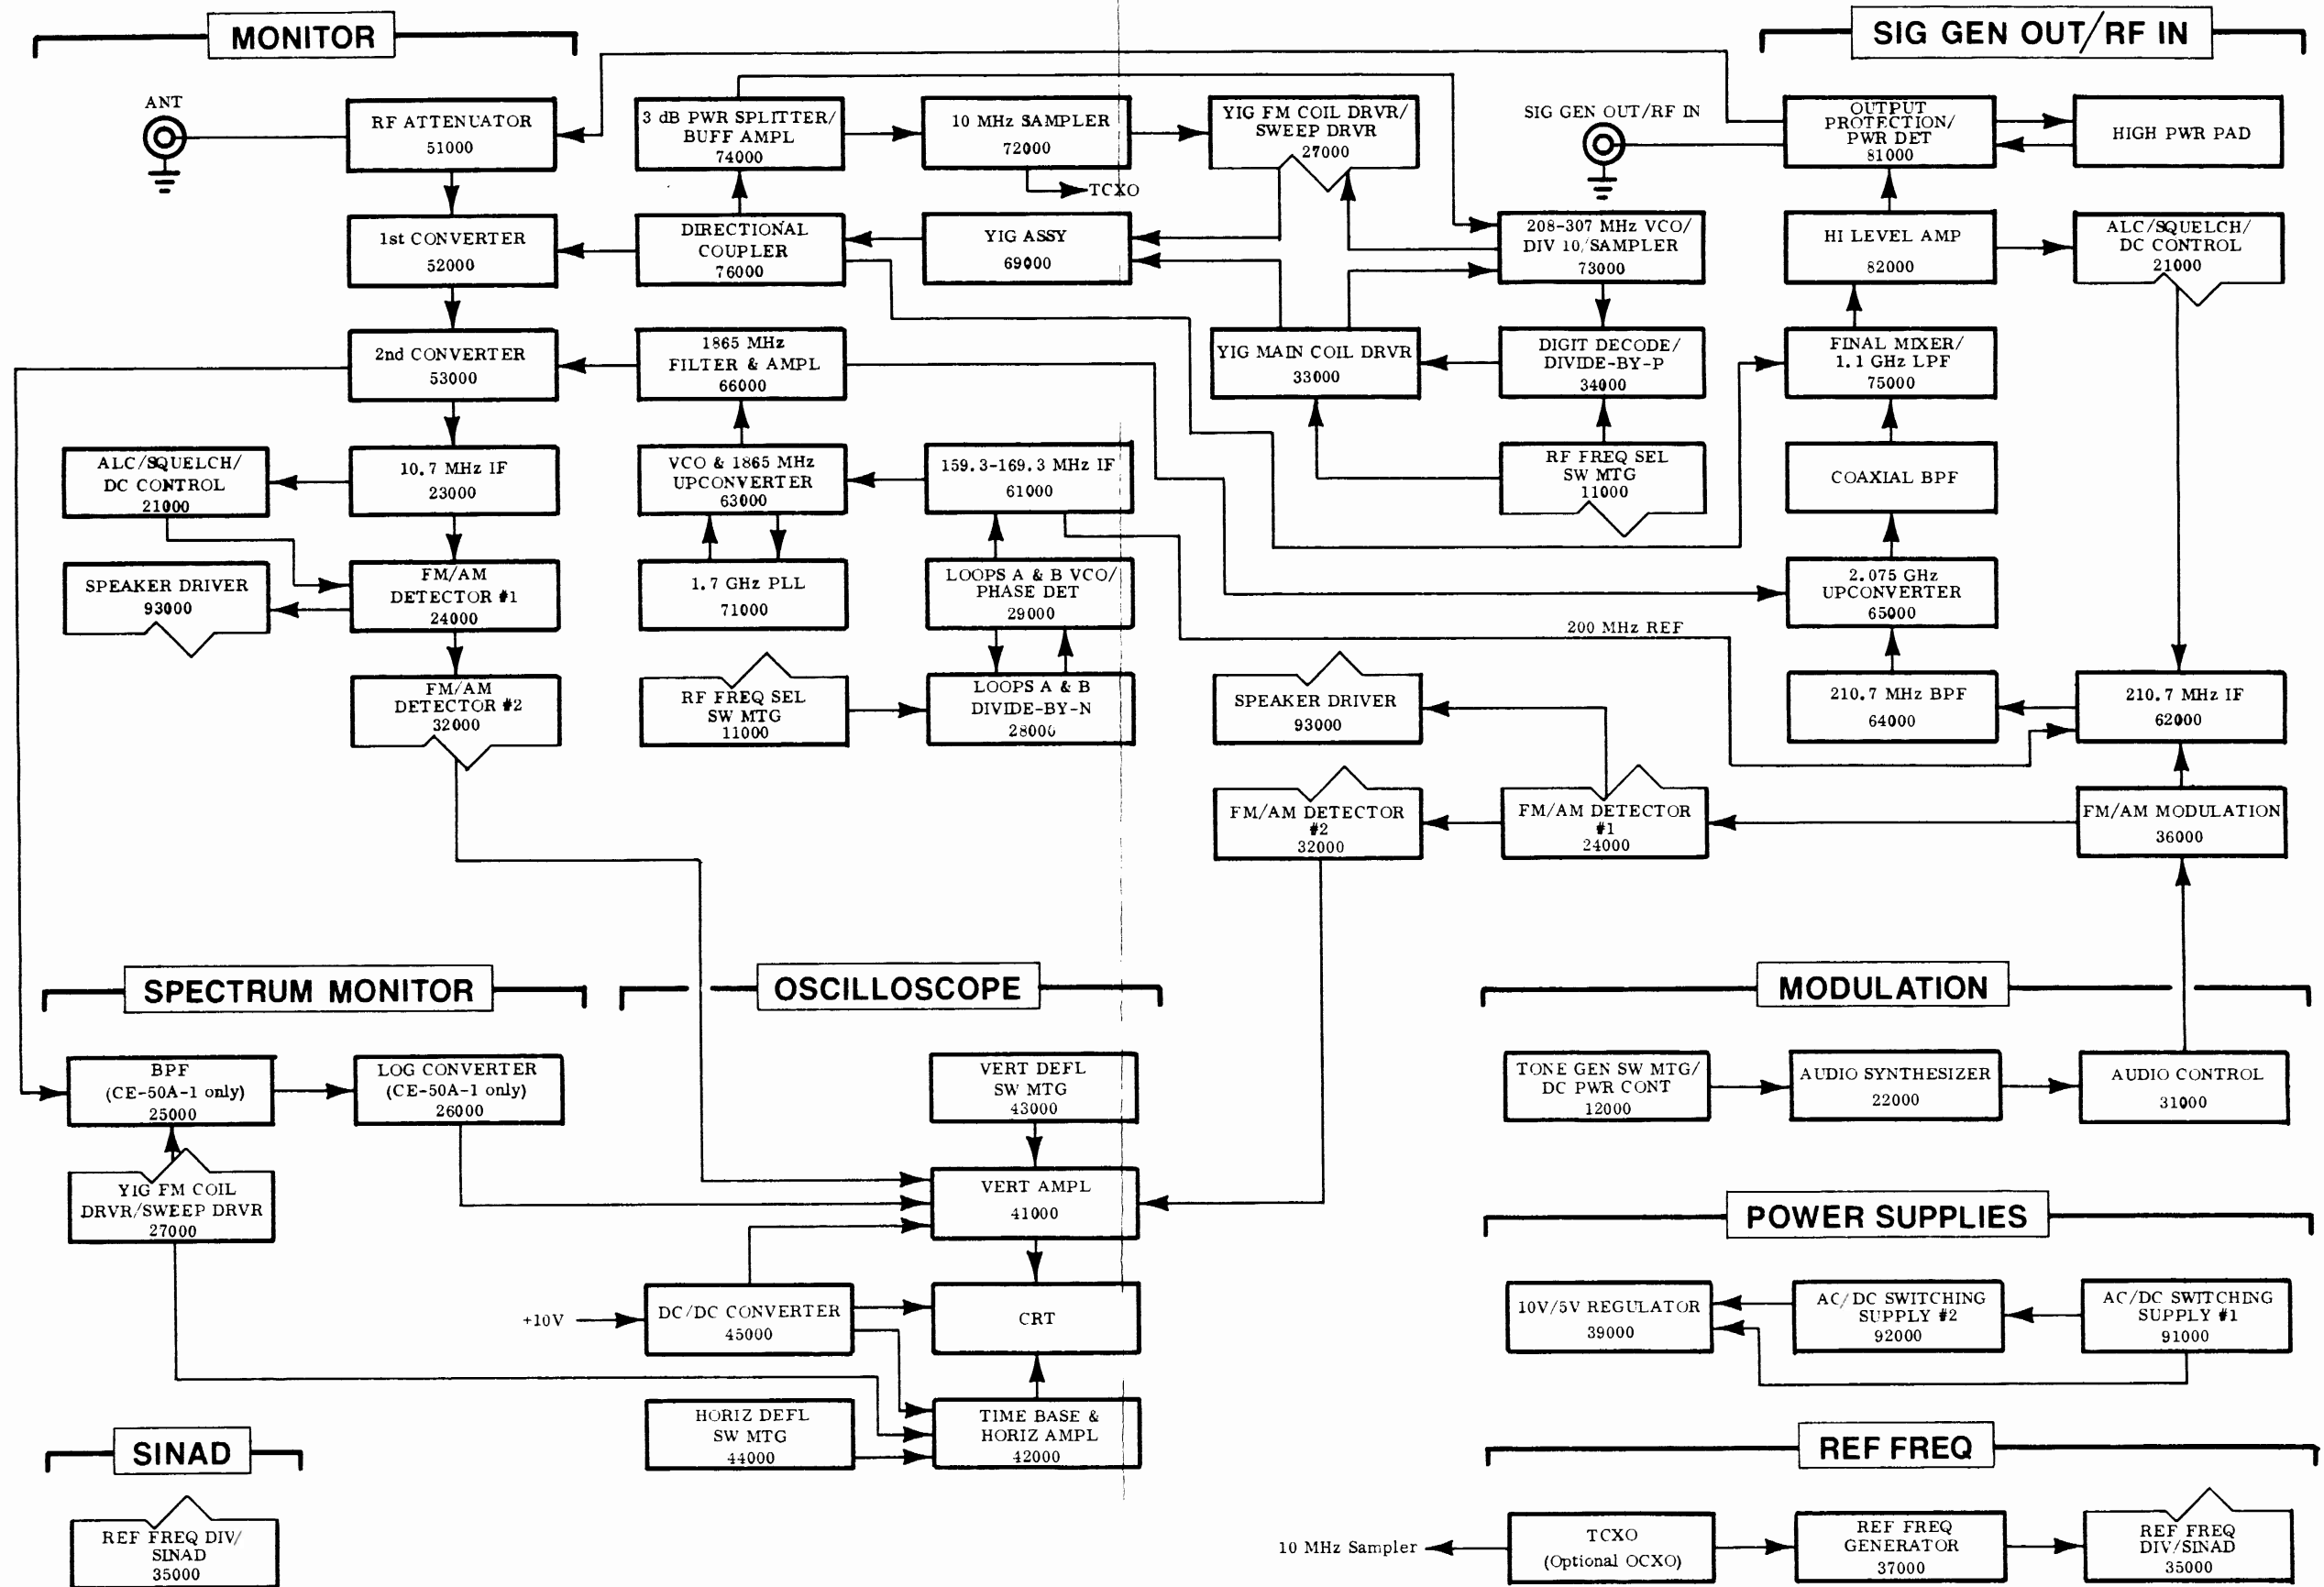 MONITOR
SIG GEN OUT/RF IN
ANT
RF ATTENUATOR
51000
3 dB PWR SPLITTER/
BUFF AMPL
74000
10 MHz SAMPLER
72000
TCXO
YIG FM COIL DRVR/
SWEEP DRVR
27000
SIG GEN OUT/RF IN
OUTPUT
PROTECTION/
PWR DET
81000
HIGH PWR PAD
1st CONVERTER
52000
DIRECTIONAL
COUPLER
76000
YIG ASSY
69000
208-307 MHz VCO/
DIV 10/SAMPLER
73000
HI LEVEL AMP
82000
ALC/SQUELCH/
DC CONTROL
21000
2nd CONVERTER
53000
1865 MHz
FILTER & AMPL
66000
YIG MAIN COIL DRVR
33000
DIGIT DECODE/
DIVIDE-BY-P
34000
FINAL MIXER/
1.1 GHz LPF
75000
ALC/SQUELCH/
DC CONTROL
21000
10.7 MHz IF
23000
VCO & 1865 MHz
UPCONVERTER
63000
159.3-169.3 MHz IF
61000
RF FREQ SEL
SW MTG
11000
COAXIAL BPF
SPEAKER DRIVER
93000
FM/AM
DETECTOR #1
24000
1.7 GHz PLL
71000
LOOPS A & B VCO/
PHASE DET
29000
2.075 GHz
UPCONVERTER
65000
200 MHz REF
FM/AM
DETECTOR #2
32000
RF FREQ SEL
SW MTG
11000
LOOPS A & B
DIVIDE-BY-N
28000
SPEAKER DRIVER
93000
210.7 MHz BPF
64000
210.7 MHz IF
62000
FM/AM DETECTOR
#2
32000
FM/AM DETECTOR
#1
24000
FM/AM MODULATION
36000
SPECTRUM MONITOR
OSCILLOSCOPE
MODULATION
BPF
(CE-50A-1 only)
25000
LOG CONVERTER
(CE-50A-1 only)
26000
VERT DEFL
SW MTG
43000
TONE GEN SW MTG/
DC PWR CONT
12000
AUDIO SYNTHESIZER
22000
AUDIO CONTROL
31000
YIG FM COIL
DRVR/SWEEP DRVR
27000
VERT AMPL
41000
POWER SUPPLIES
+10V
DC/DC CONVERTER
45000
CRT
10V/5V REGULATOR
39000
AC/DC SWITCHING
SUPPLY #2
92000
AC/DC SWITCHING
SUPPLY #1
91000
HORIZ DEFL
SW MTG
44000
TIME BASE &
HORIZ AMPL
42000
SINAD
REF FREQ
REF FREQ DIV/
SINAD
35000
10 MHz Sampler
TCXO
(Optional OCXO)
REF FREQ
GENERATOR
37000
REF FREQ
DIV/SINAD
35000